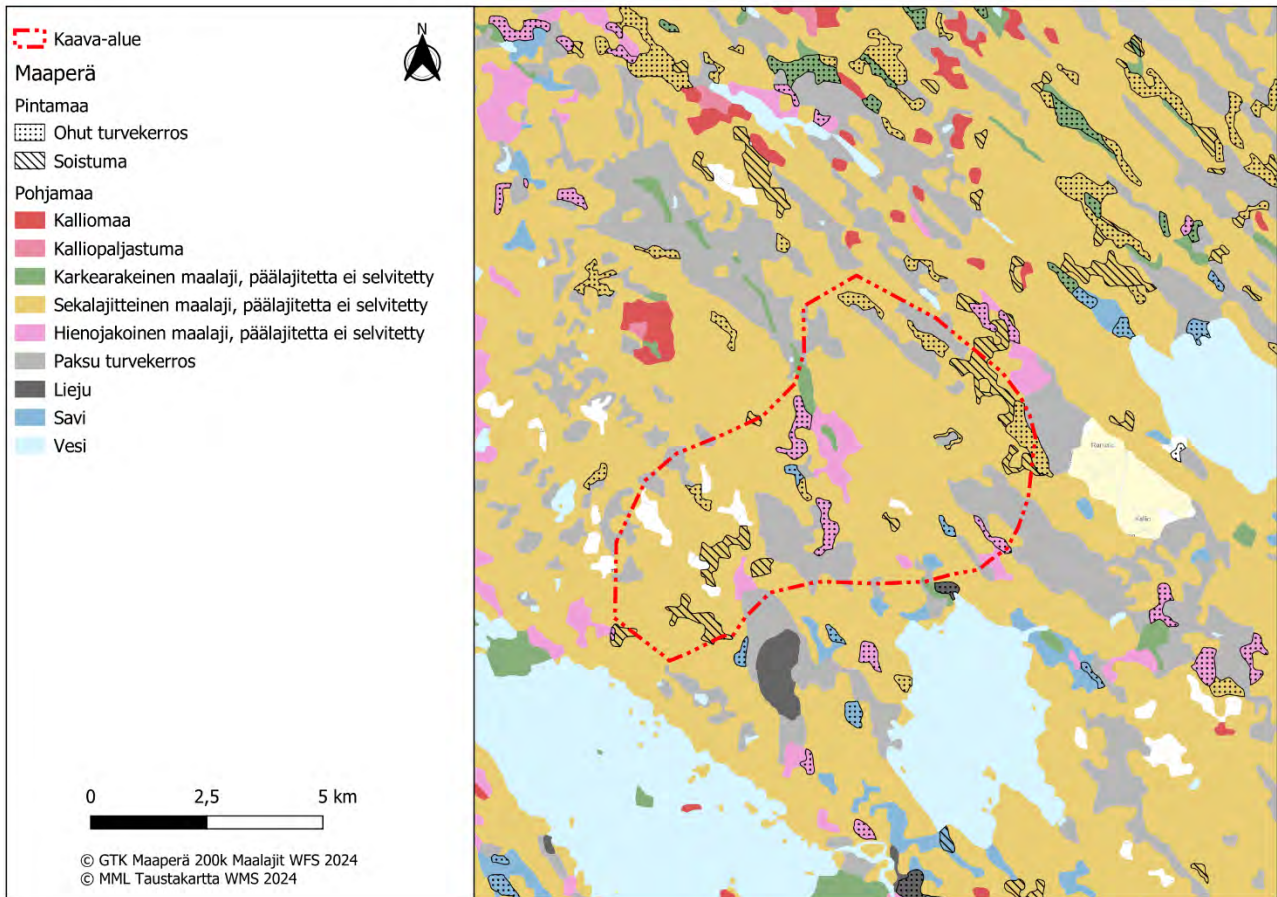 Kaava-alue
N
Maaperä
Pintamaa
Ohut turvekerros
Soistuma
Pohjamaa
Kalliomaa
Kalliopaljastuma
Karkearakeinen maalaji, päälajitetta ei selvitetty
Sekalajitteinen maalaji, päälajitetta ei selvitetty
Hienojakoinen maalaji, päälajitetta ei selvitetty
Paksu turvekerros
Lieju
Savi
Vesi
0 2,5 5 km
© GTK Maaperä 200k Maalajit WFS 2024
© MML Taustakartta WMS 2024